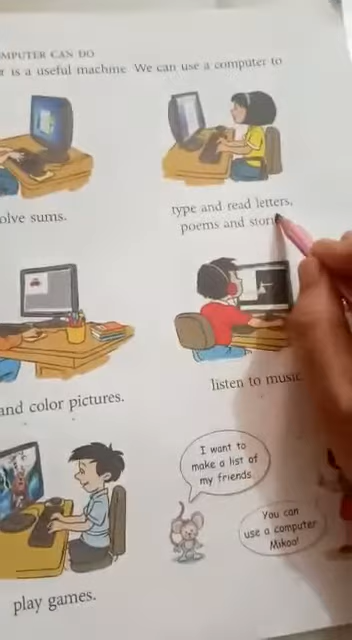 MPUTER CAN DO
r is a useful machine. We can use a computer to
olve sums.
type and read letters,
poems and stori
and color pictures.
listen to music
I want to
make a list of
my friends
You can
use a computer
Mikoo!
play games.